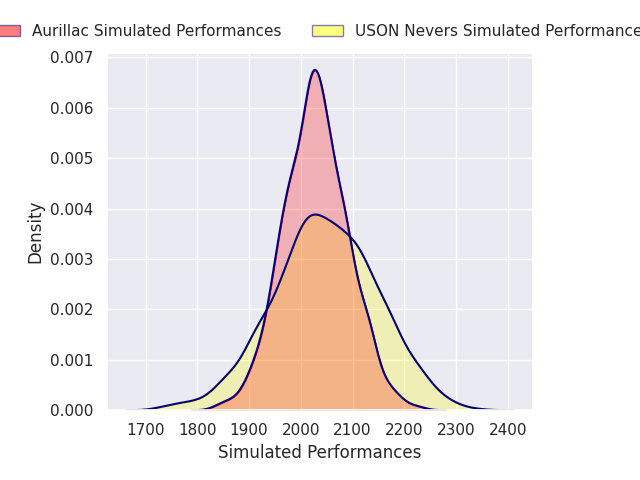 Aurillac Simulated Performances USON Nevers Simulated Performance
0.007
0.006
0.005
0.004
0.003
0.002
0.001
0.000
Density
1700 1800 1900 2000 2100 2200 2300 2400
Simulated Performances